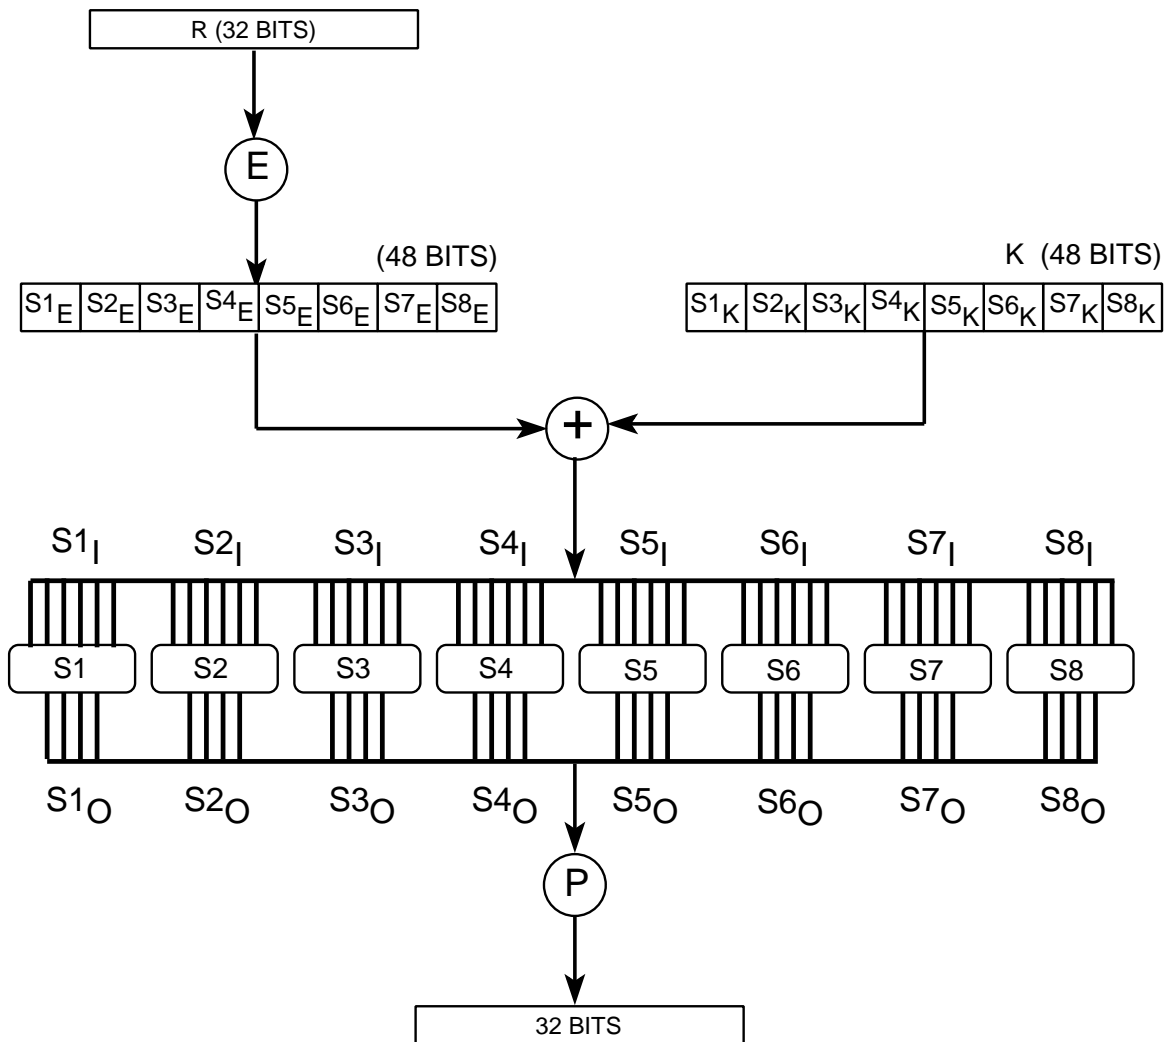 R (32 BITS)
E
(48 BITS)
K (48 BITS)
S1E S2E S3E S4E S5E S6E S7E S8E
S1K S2K S3K S4K S5K S6K S7K S8K
+
S1I S2I S3I S4I S5I S6I S7I S8I
S1 S2 S3 S4 S5 S6 S7 S8
S1O S2O S3O S4O S5O S6O S7O S8O
P
32 BITS